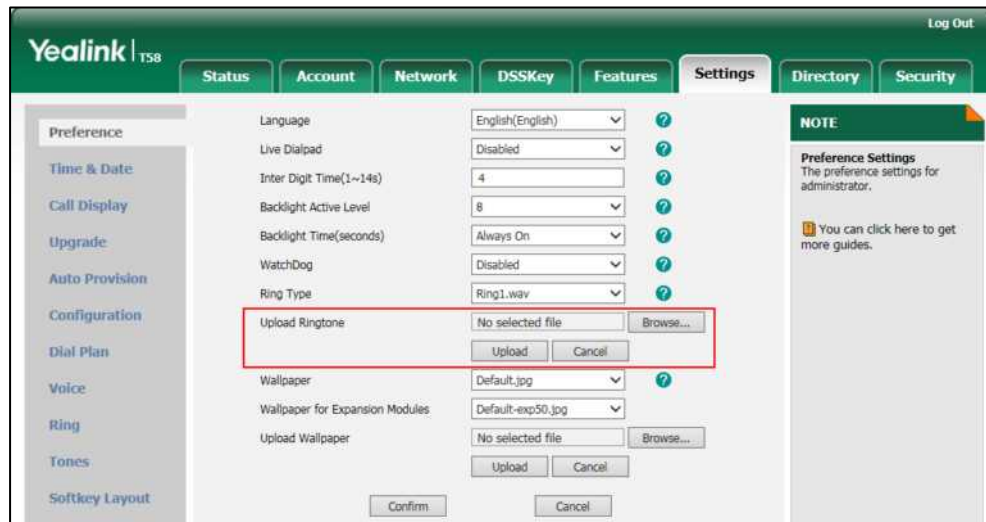 Log Out
Yealink T58
Status Account Network DSSKey Features Settings Directory Security
Preference
Time & Date
Call Display
Upgrade
Auto Provision
Configuration
Dial Plan
Voice
Ring
Tones
Softkey Layout
Language English(English) ?
Live Dialpad Disabled ?
Inter Digit Time(1~14s) 4 ?
Backlight Active Level 8 ?
Backlight Time(seconds) Always On ?
WatchDog Disabled ?
Ring Type Ring1.wav ?
Upload Ringtone No selected file Browse...
Upload Cancel
Wallpaper Default.jpg ?
Wallpaper for Expansion Modules Default-exp50.jpg
Upload Wallpaper No selected file Browse...
Upload Cancel
Confirm Cancel
NOTE
Preference Settings
The preference settings for
administrator.
You can click here to get
more guides.